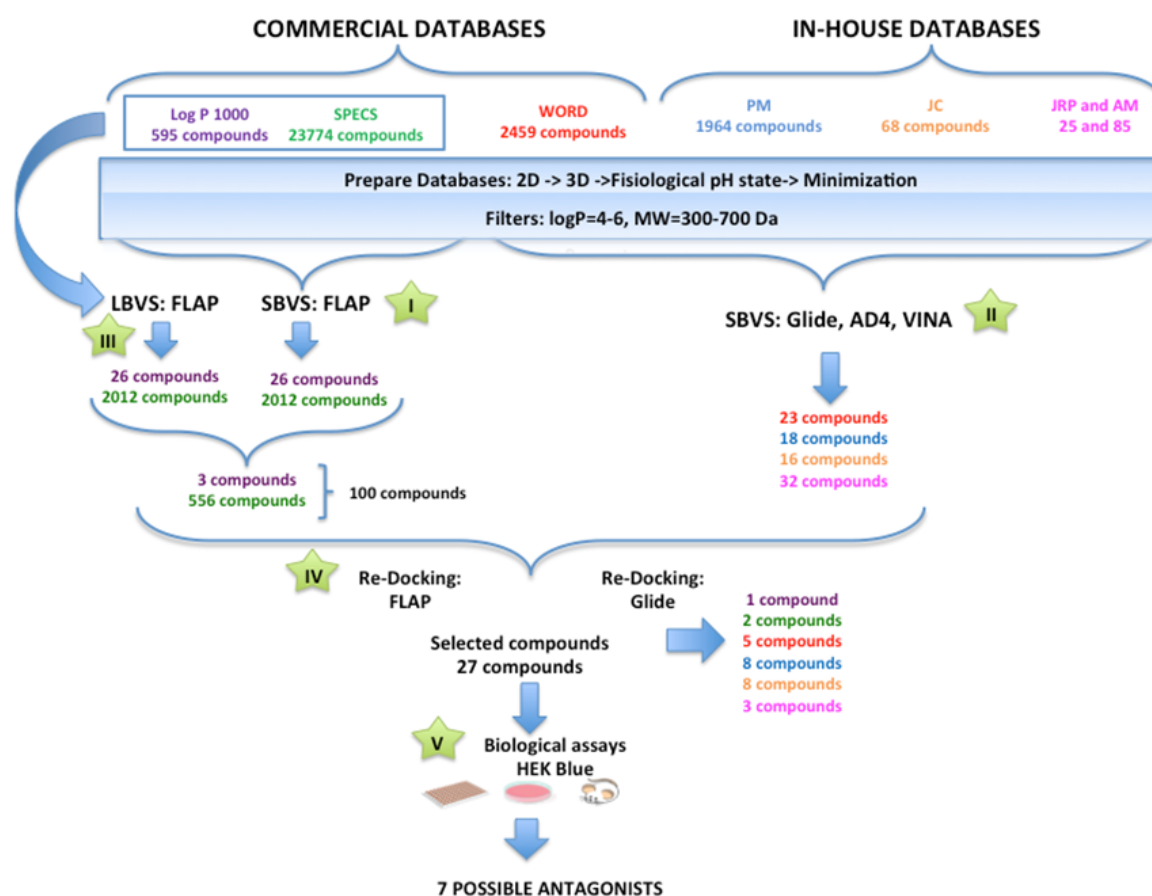 COMMERCIAL DATABASES
IN-HOUSE DATABASES
Log P 1000
595 compounds
SPECS
23774 compounds
WORD
2459 compounds
PM
1964 compounds
JC
68 compounds
JRP and AM
25 and 85
Prepare Databases: 2D -> 3D ->Fisiological pH state-> Minimization
Filters: logP=4-6, MW=300-700 Da
LBVS: FLAP
III
26 compounds
2012 compounds
SBVS: FLAP
I
26 compounds
2012 compounds
SBVS: Glide, AD4, VINA
II
23 compounds
18 compounds
16 compounds
32 compounds
3 compounds
556 compounds
100 compounds
IV
Re-Docking:
FLAP
Re-Docking:
Glide
Selected compounds
27 compounds
1 compound
2 compounds
5 compounds
8 compounds
8 compounds
3 compounds
V
Biological assays
HEK Blue
7 POSSIBLE ANTAGONISTS